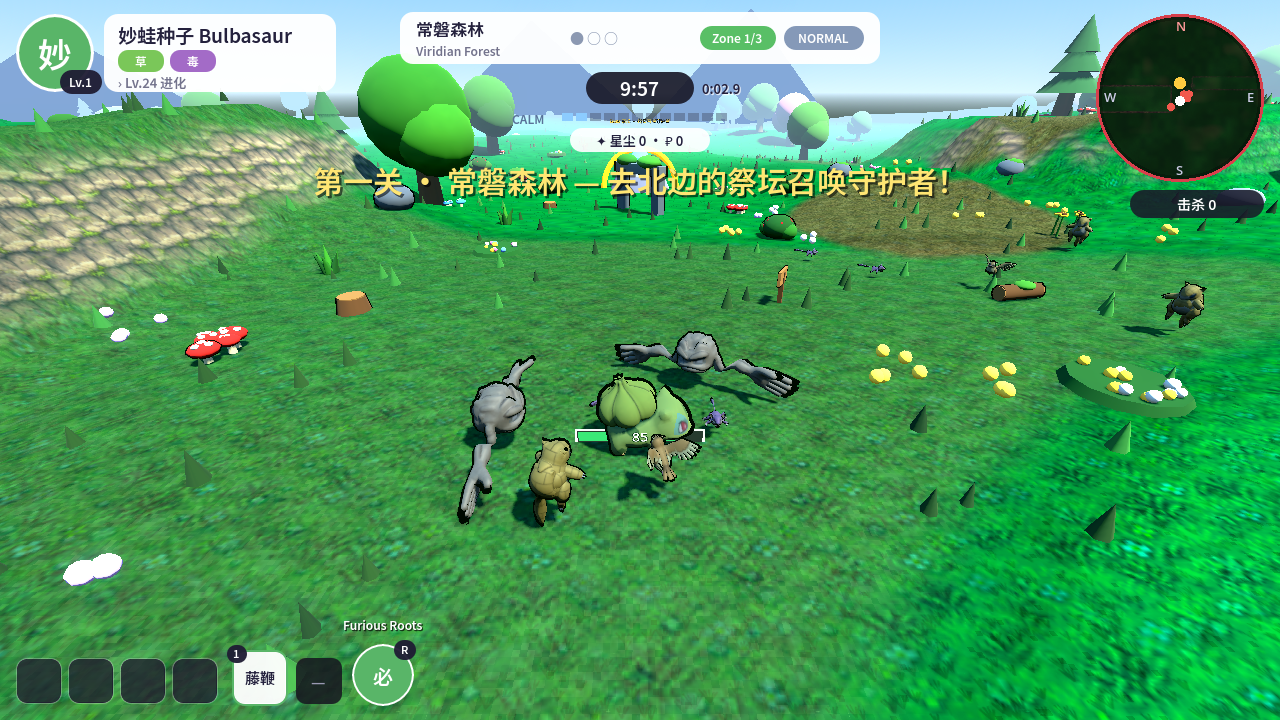 妙
妙蛙种子 Bulbasaur
草
毒
Lv.1
› Lv.24 进化
常磐森林
Viridian Forest
Zone 1/3
NORMAL
9:57
0:02.9
CALM
✦ 星尘 0 · ₽ 0
第一关 · 常磐森林 — 去北边的祭坛召唤守护者！
N
W
E
S
击杀 0
85
Furious Roots
1
藤鞭
—
必
R